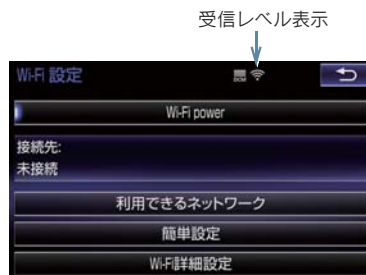 受信レベル表示
Wi-Fi 設定
DCM
Wi-Fi power
接続先:
未接続
利用できるネットワーク
簡単設定
Wi-Fi詳細設定